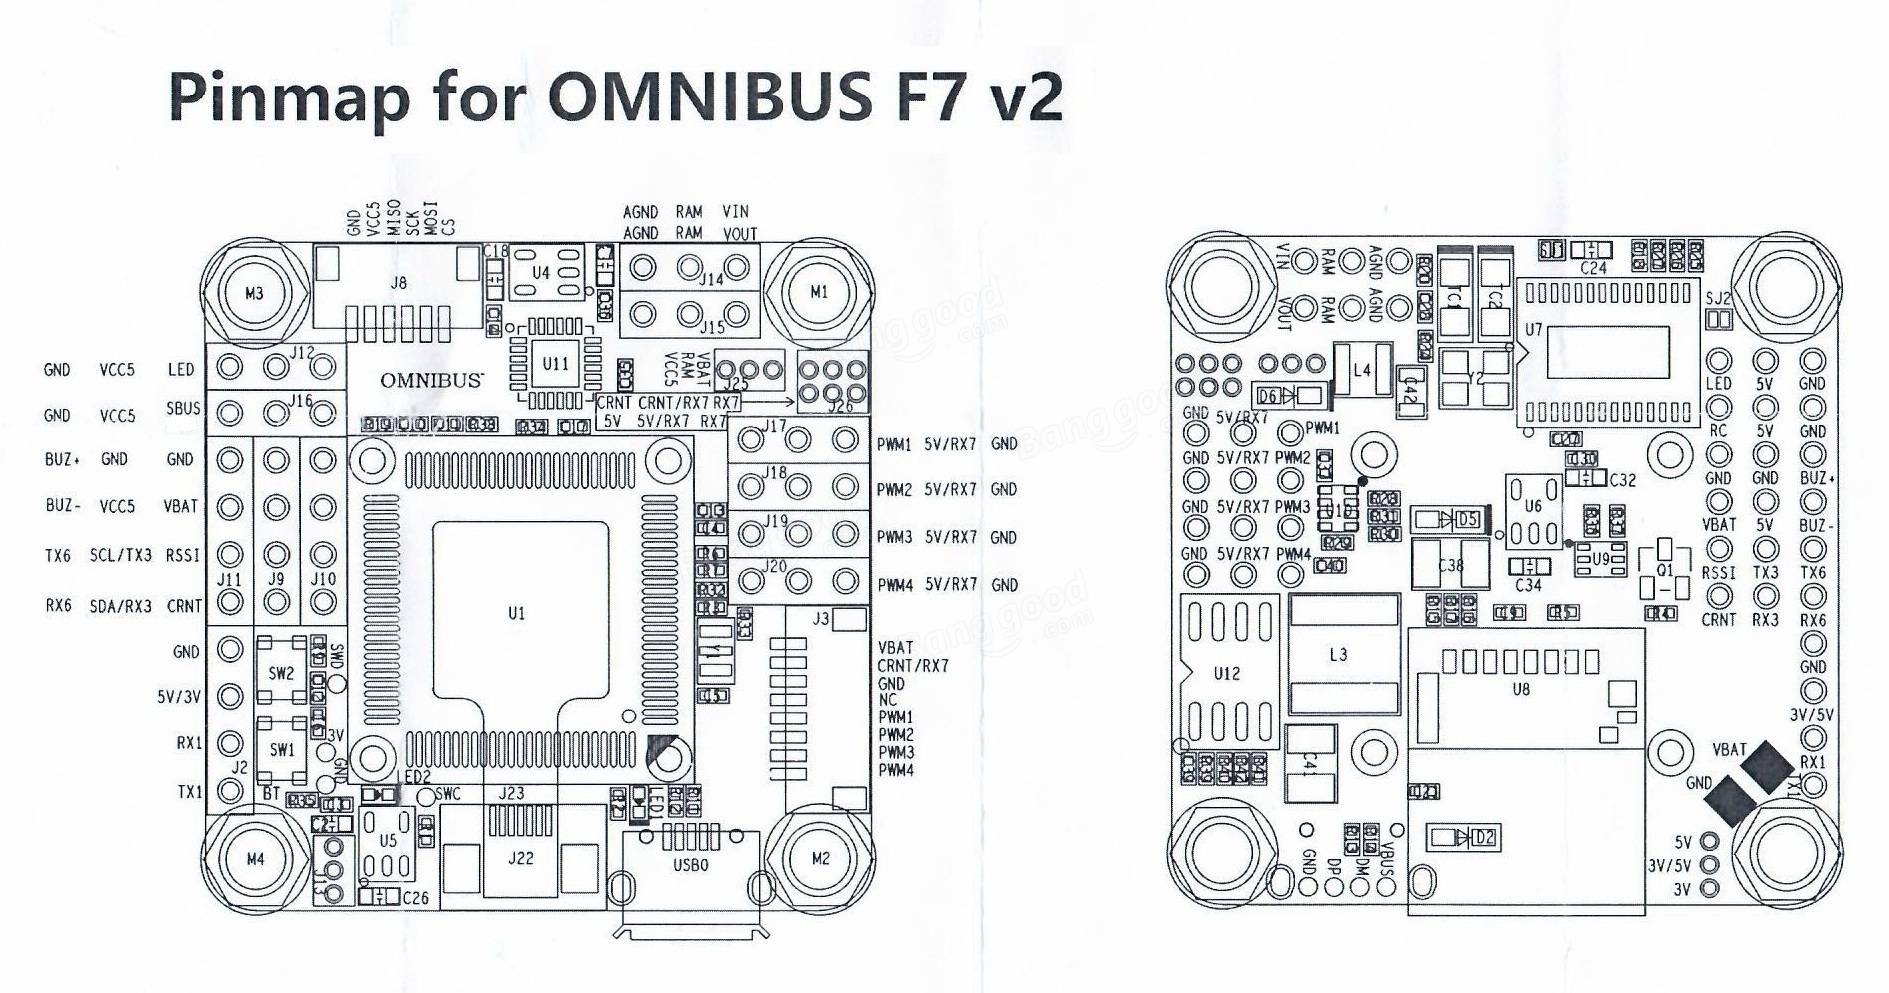 Pinmap for OMNIBUS F7 v2
GND VCC5 MISO SCK MOSI CS
AGND RAM VIN
AGND RAM VOUT
M3 J8 C18 U4 J14 M1
J15
U11
VCC5 RAM VBAT
J25
GND VCC5 LED J12
OMNIBUS
CRNT CRNT/RX7 RX7
5V 5V/RX7 RX7
J26
GND VCC5 SBUS J16
J17 PWM1 5V/RX7 GND
BUZ+ GND GND
J18 PWM2 5V/RX7 GND
BUZ- VCC5 VBAT
J19 PWM3 5V/RX7 GND
TX6 SCL/TX3 RSSI
J11 J9 J10
J20 PWM4 5V/RX7 GND
RX6 SDA/RX3 CRNT
U1
J3
GND
SW2 SWD
5V/3V
RX1
SW1 3V
GND
J2
TX1 BT
VBAT
CRNT/RX7
GND
NC
PWM1
PWM2
PWM3
PWM4
SWC J23
M4 U5 J22 USB0 M2
J13 C26
VIN RAM AGND
VOUT RAM AGND
TC1 TC2 C24
U7 SJ2
L4 Y2
C42
D6
LED 5V GND
GND 5V/RX7 PWM1
RC 5V GND
GND 5V/RX7 PWM2
C32
GND GND BUZ+
GND 5V/RX7 PWM3
U10 D5 U6
VBAT 5V BUZ-
GND 5V/RX7 PWM4
C38 C34 U9 Q1
RSSI TX3 TX6
CRNT RX3 RX6
U12 L3 U8
GND
3V/5V
C41
VBAT
RX1
GND
TX1
D2
5V
3V/5V
3V
GND DP DM VBUS